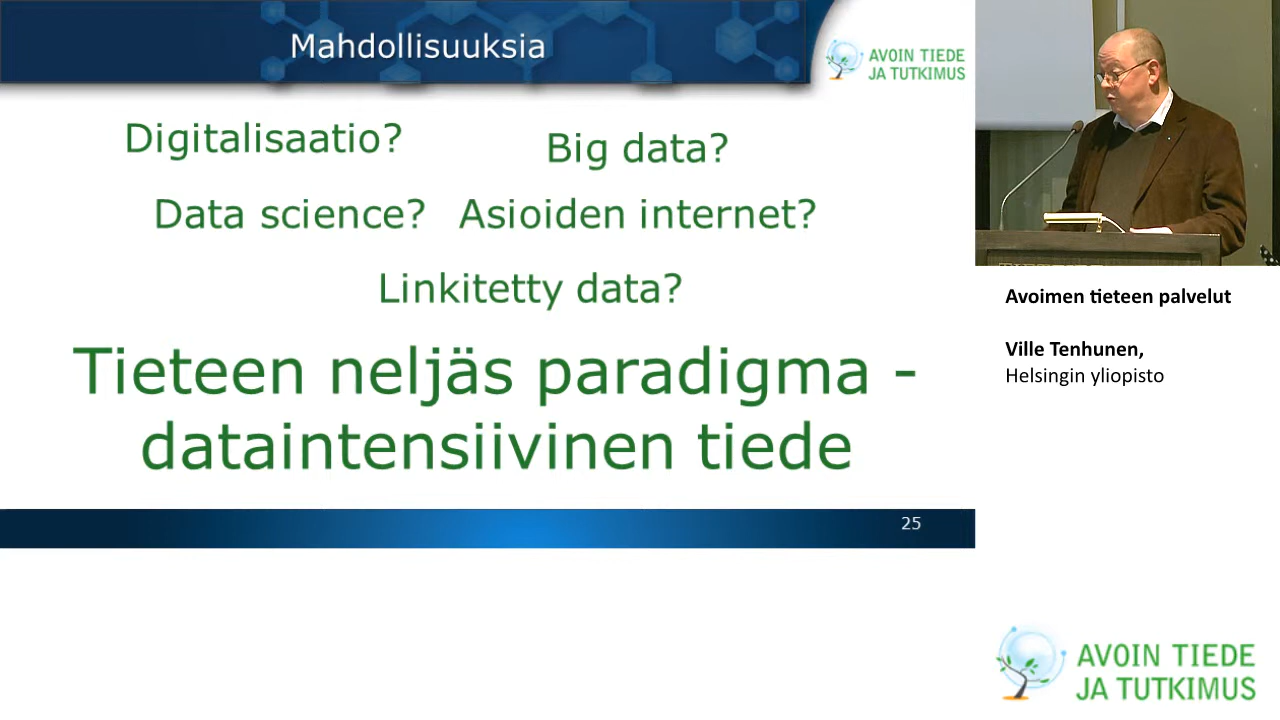 Mahdollisuuksia
AVOIN TIEDE
JA TUTKIMUS
Digitalisaatio?
Big data?
Data science?
Asioiden internet?
Linkitetty data?
Tieteen neljäs paradigma -
dataintensiivinen tiede
25
Avoimen tieteen palvelut
Ville Tenhunen,
Helsingin yliopisto
AVOIN TIEDE
JA TUTKIMUS